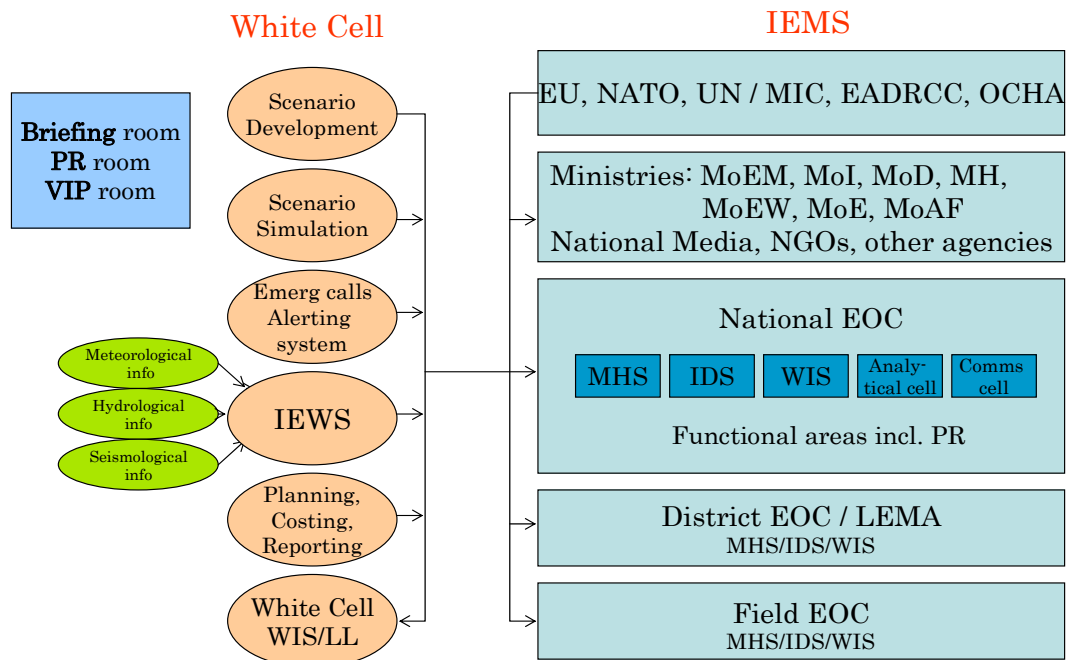 White Cell
IEMS
Briefing room
PR room
VIP room
Scenario
Development
Scenario
Simulation
Emerg calls
Alerting
system
Meteorological
info
Hydrological
info
Seismological
info
IEWS
Planning,
Costing,
Reporting
White Cell
WIS/LL
EU, NATO, UN / MIC, EADRCC, OCHA
Ministries: MoEM, MoI, MoD, MH,
MoEW, MoE, MoAF
National Media, NGOs, other agencies
National EOC
MHS
IDS
WIS
Analy-
tical cell
Comms
cell
Functional areas incl. PR
District EOC / LEMA
MHS/IDS/WIS
Field EOC
MHS/IDS/WIS